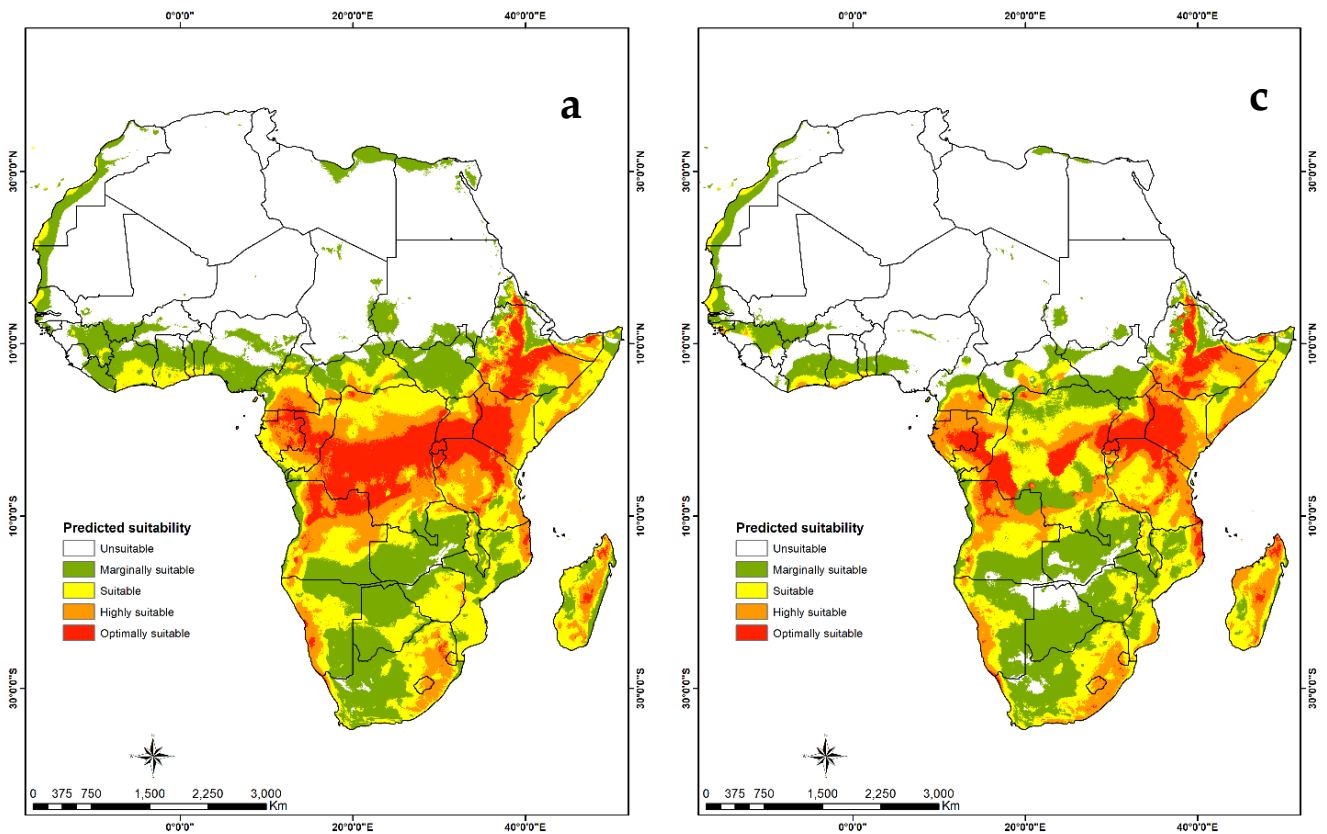 0°0'0" 20°0'0"E 40°0'0"E
a
30°0'0"N
10°0'0"N
10°0'0"S
30°0'0"S
Predicted suitability
Unsuitable
Marginally suitable
Suitable
Highly suitable
Optimally suitable
0 375 750 1,500 2,250 3,000
Km
0°0'0" 20°0'0"E 40°0'0"E
0°0'0" 20°0'0"E 40°0'0"E
c
30°0'0"N
10°0'0"N
10°0'0"S
30°0'0"S
Predicted suitability
Unsuitable
Marginally suitable
Suitable
Highly suitable
Optimally suitable
0 375 750 1,500 2,250 3,000
Km
0°0'0" 20°0'0"E 40°0'0"E